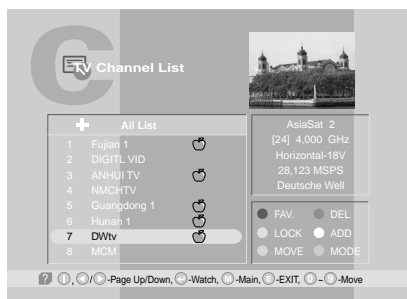 C
TV Channel List
All List
1 Fujian 1
2 DIGITL VID
3 ANHUI TV
4 NMCHTV
5 Guangdong 1
6 Hunan 1
7 DWtv
8 MCM
AsiaSat 2
[24] 4,000 GHz
Horizontal-18V
28,123 MSPS
Deutsche Well
FAV. DEL
LOCK ADD
MOVE MODE
? , / -Page Up/Down, -Watch, M -Main, E -EXIT, 0 – 9 -Move